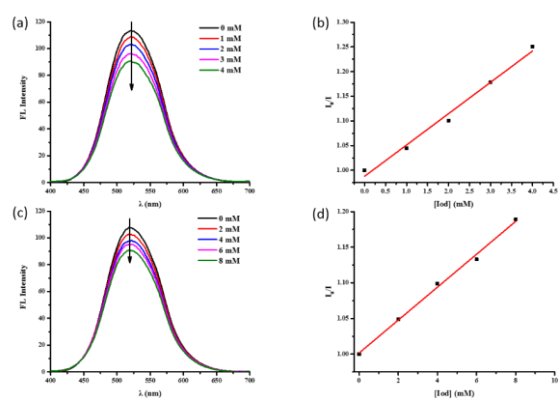 (a)
120
100
80
60
40
20
0
FL Intensity
400
450
500
550
600
650
700
λ (nm)
0 mM
1 mM
2 mM
3 mM
4 mM
(b)
1.30
1.25
1.20
1.15
1.10
1.05
1.00
I₀/I
0.0
0.5
1.0
1.5
2.0
2.5
3.0
3.5
4.0
4.5
[Iod] (mM)
(c)
120
100
80
60
40
20
0
FL Intensity
400
450
500
550
600
650
700
λ (nm)
0 mM
2 mM
4 mM
6 mM
8 mM
(d)
1.20
1.15
1.10
1.05
1.00
I₀/I
0
2
4
6
8
10
[Iod] (mM)